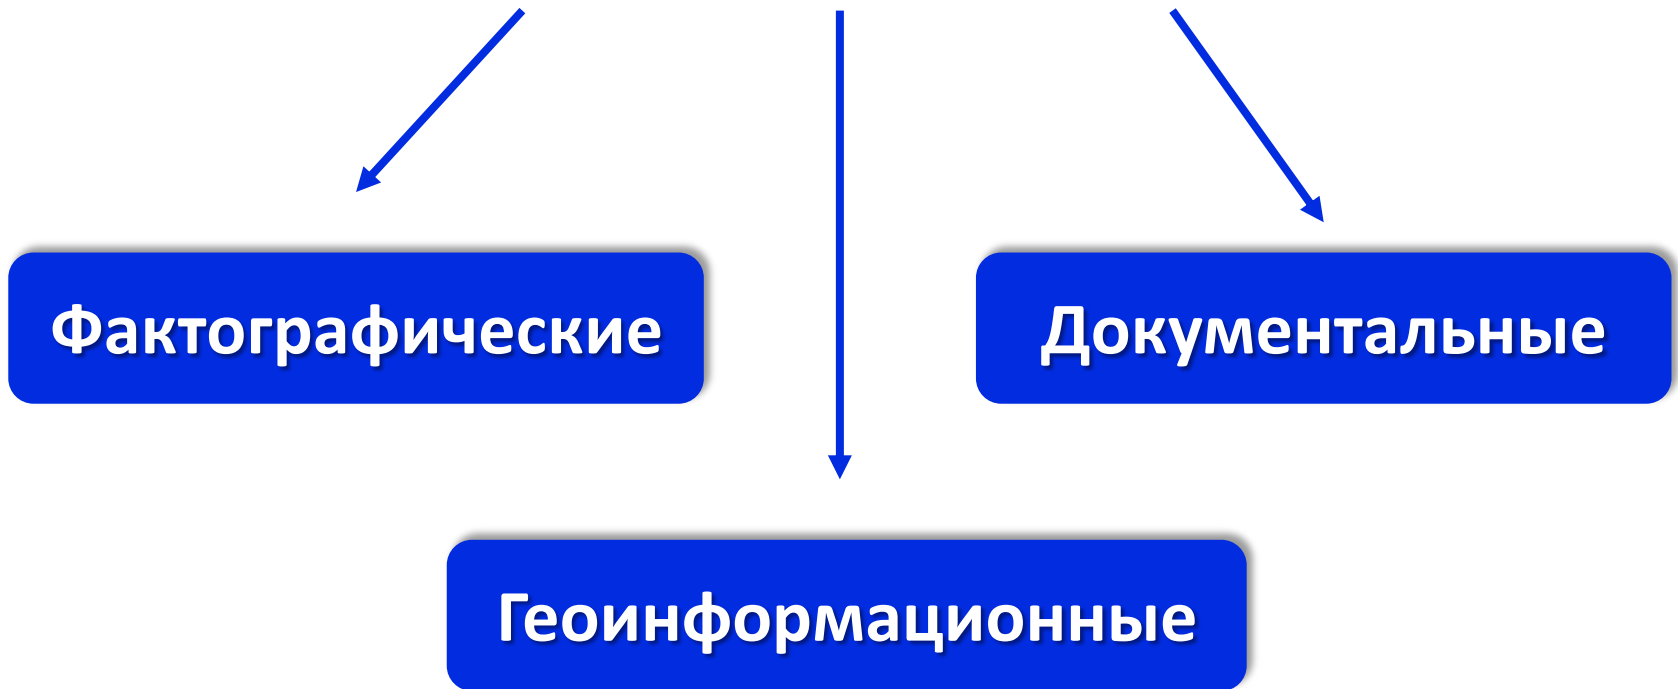 Фактографические
Документальные
Геоинформационные